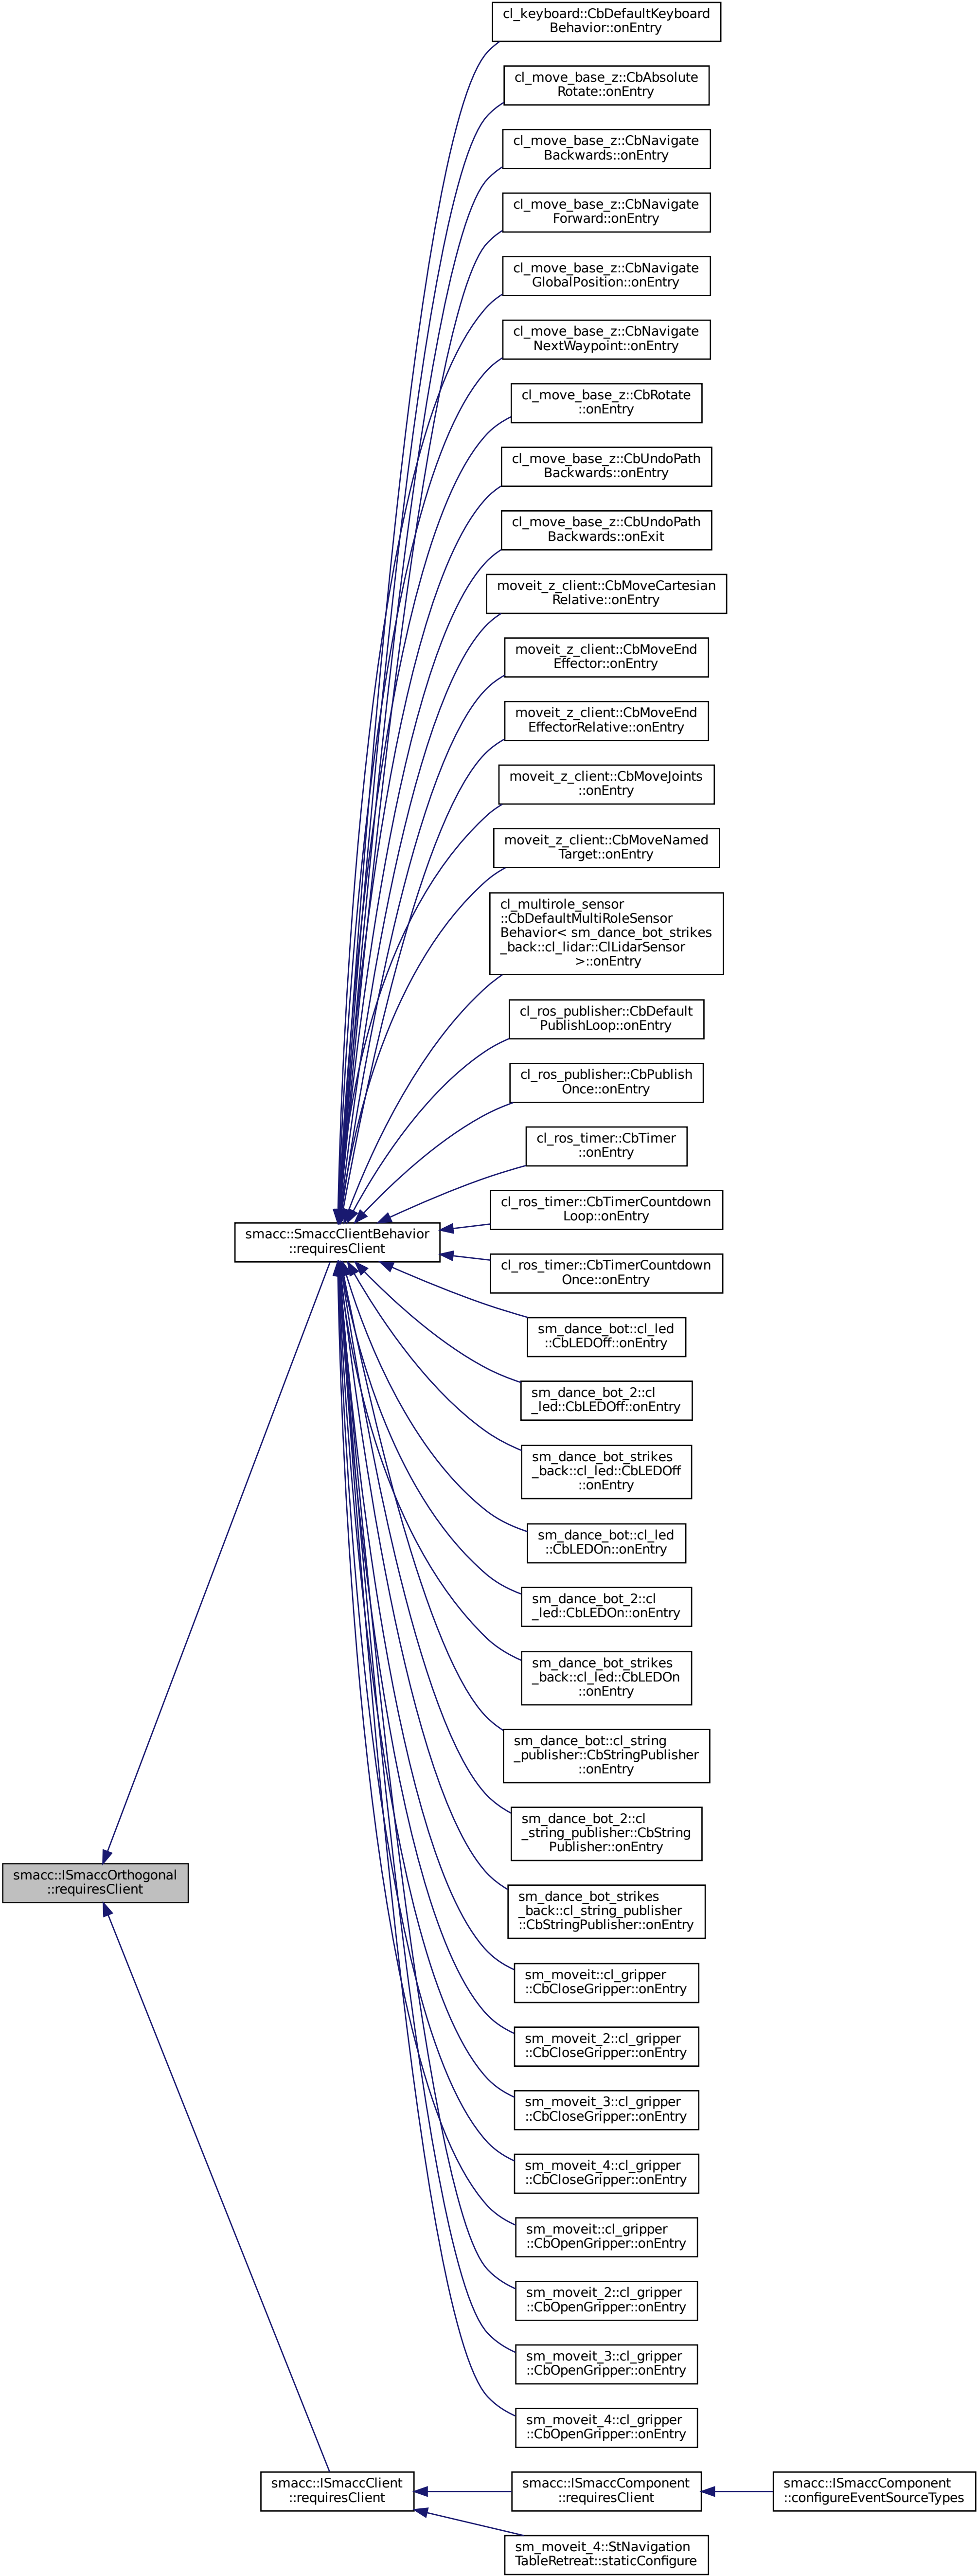 cl_keyboard::CbDefaultKeyboard
Behavior::onEntry
cl_move_base_z::CbAbsolute
Rotate::onEntry
cl_move_base_z::CbNavigate
Backwards::onEntry
cl_move_base_z::CbNavigate
Forward::onEntry
cl_move_base_z::CbNavigate
GlobalPosition::onEntry
cl_move_base_z::CbNavigate
NextWaypoint::onEntry
cl_move_base_z::CbRotate
::onEntry
cl_move_base_z::CbUndoPath
Backwards::onEntry
cl_move_base_z::CbUndoPath
Backwards::onExit
moveit_z_client::CbMoveCartesian
Relative::onEntry
moveit_z_client::CbMoveEnd
Effector::onEntry
moveit_z_client::CbMoveEnd
EffectorRelative::onEntry
moveit_z_client::CbMoveJoints
::onEntry
moveit_z_client::CbMoveNamed
Target::onEntry
cl_multirole_sensor
::CbDefaultMultiRoleSensor
Behavior< sm_dance_bot_strikes
_back::cl_lidar::ClLidarSensor
>::onEntry
cl_ros_publisher::CbDefault
PublishLoop::onEntry
cl_ros_publisher::CbPublish
Once::onEntry
cl_ros_timer::CbTimer
::onEntry
cl_ros_timer::CbTimerCountdown
Loop::onEntry
smacc::SmaccClientBehavior
::requiresClient
cl_ros_timer::CbTimerCountdown
Once::onEntry
sm_dance_bot::cl_led
::CbLEDOff::onEntry
sm_dance_bot_2::cl
_led::CbLEDOff::onEntry
sm_dance_bot_strikes
_back::cl_led::CbLEDOff
::onEntry
sm_dance_bot::cl_led
::CbLEDOn::onEntry
sm_dance_bot_2::cl
_led::CbLEDOn::onEntry
sm_dance_bot_strikes
_back::cl_led::CbLEDOn
::onEntry
sm_dance_bot::cl_string
_publisher::CbStringPublisher
::onEntry
sm_dance_bot_2::cl
_string_publisher::CbString
Publisher::onEntry
smacc::ISmaccOrthogonal
::requiresClient
sm_dance_bot_strikes
_back::cl_string_publisher
::CbStringPublisher::onEntry
sm_moveit::cl_gripper
::CbCloseGripper::onEntry
sm_moveit_2::cl_gripper
::CbCloseGripper::onEntry
sm_moveit_3::cl_gripper
::CbCloseGripper::onEntry
sm_moveit_4::cl_gripper
::CbCloseGripper::onEntry
sm_moveit::cl_gripper
::CbOpenGripper::onEntry
sm_moveit_2::cl_gripper
::CbOpenGripper::onEntry
sm_moveit_3::cl_gripper
::CbOpenGripper::onEntry
sm_moveit_4::cl_gripper
::CbOpenGripper::onEntry
smacc::ISmaccClient
::requiresClient
smacc::ISmaccComponent
::requiresClient
smacc::ISmaccComponent
::configureEventSourceTypes
sm_moveit_4::StNavigation
TableRetreat::staticConfigure